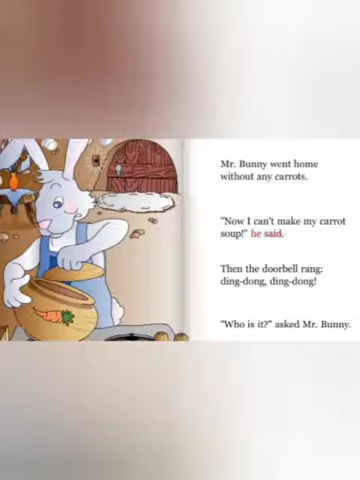 Mr. Bunny went home
without any carrots.
"Now I can't make my carrot
soup!" he said.
Then the doorbell rang:
ding-dong, ding-dong!
"Who is it?" asked Mr. Bunny.